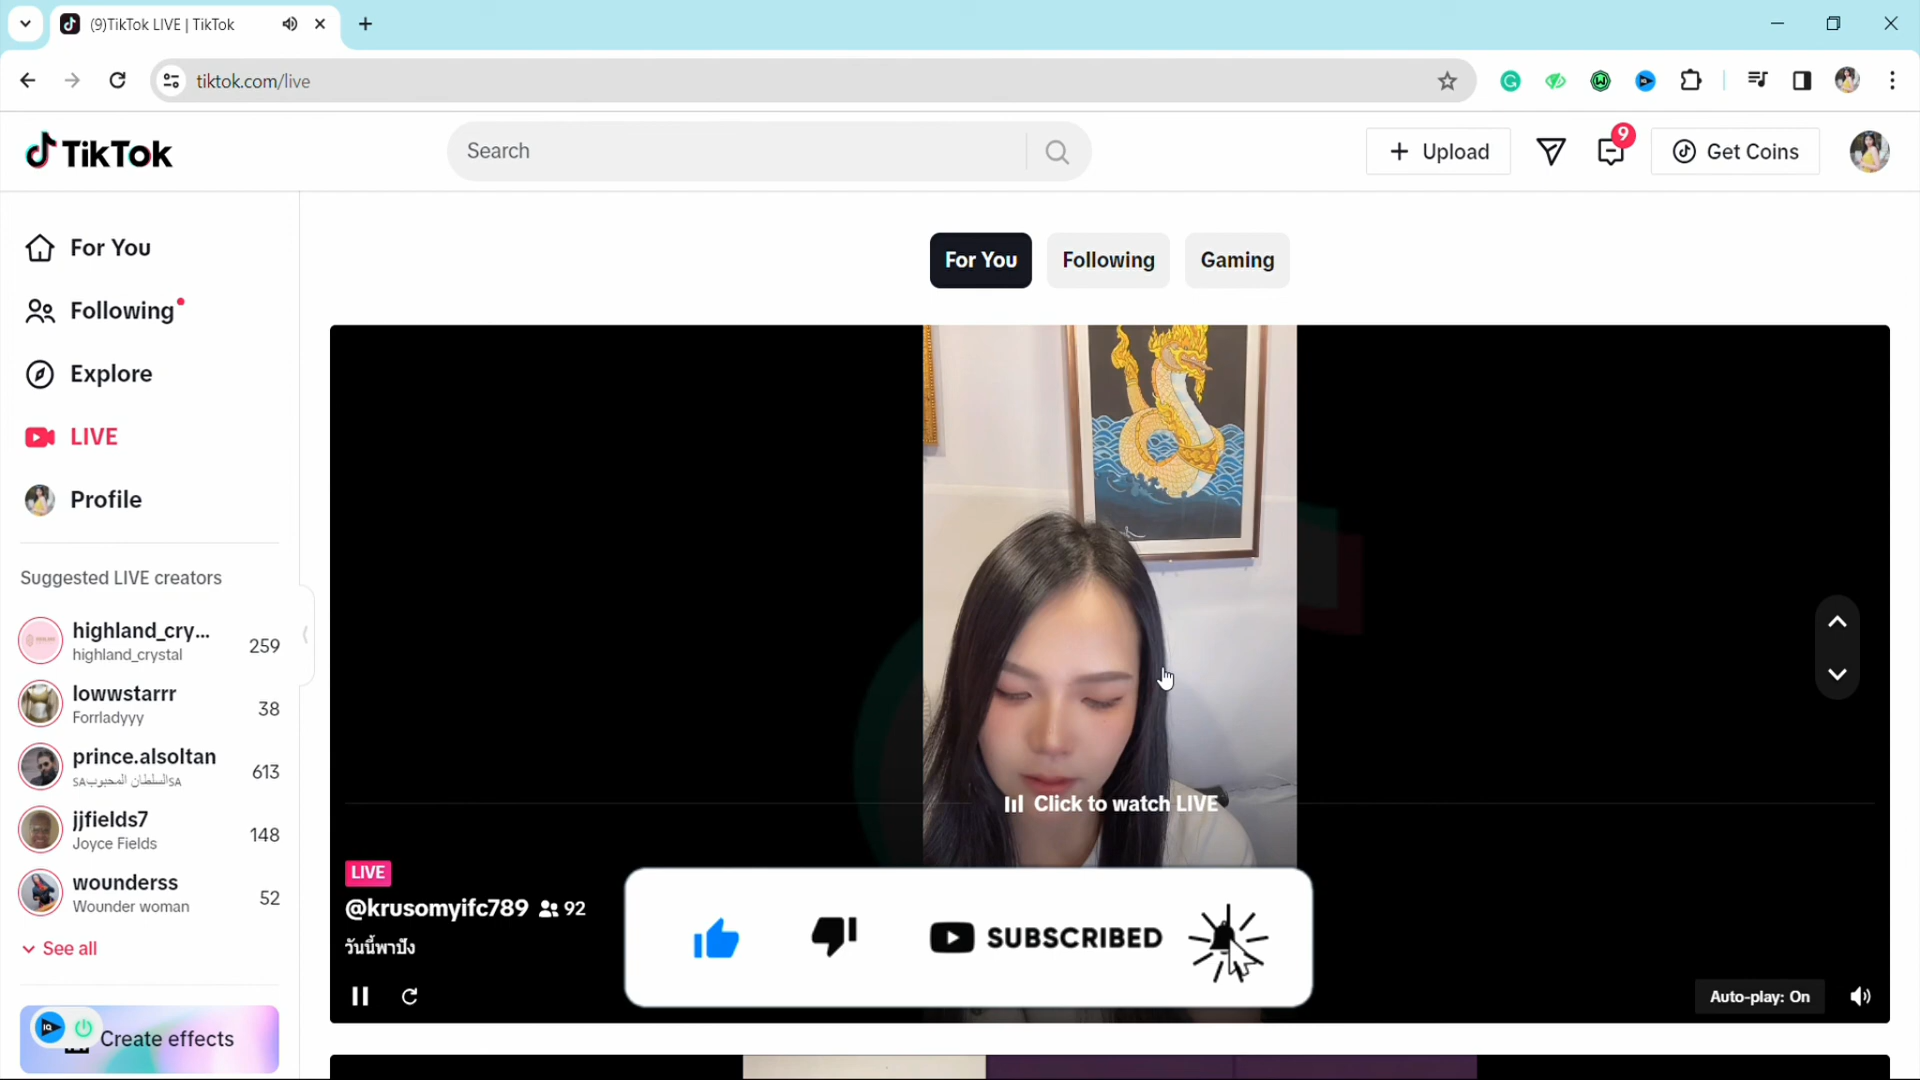 (9)TikTok LIVE | TikTok
tiktok.com/live
TikTok
Search
Upload
9
Get Coins
For You
Following
Explore
LIVE
Profile
Suggested LIVE creators
highland_cry... 259
highland_crystal
lowwstarrr 38
Forrladyyy
prince.alsoltan 613
jjfields7 148
Joyce Fields
wounderss 52
Wounder woman
See all
Create effects
For You Following Gaming
Click to watch LIVE
LIVE
@krusomyifc789 92
วันนี้พาปัง
SUBSCRIBED
Auto-play: On